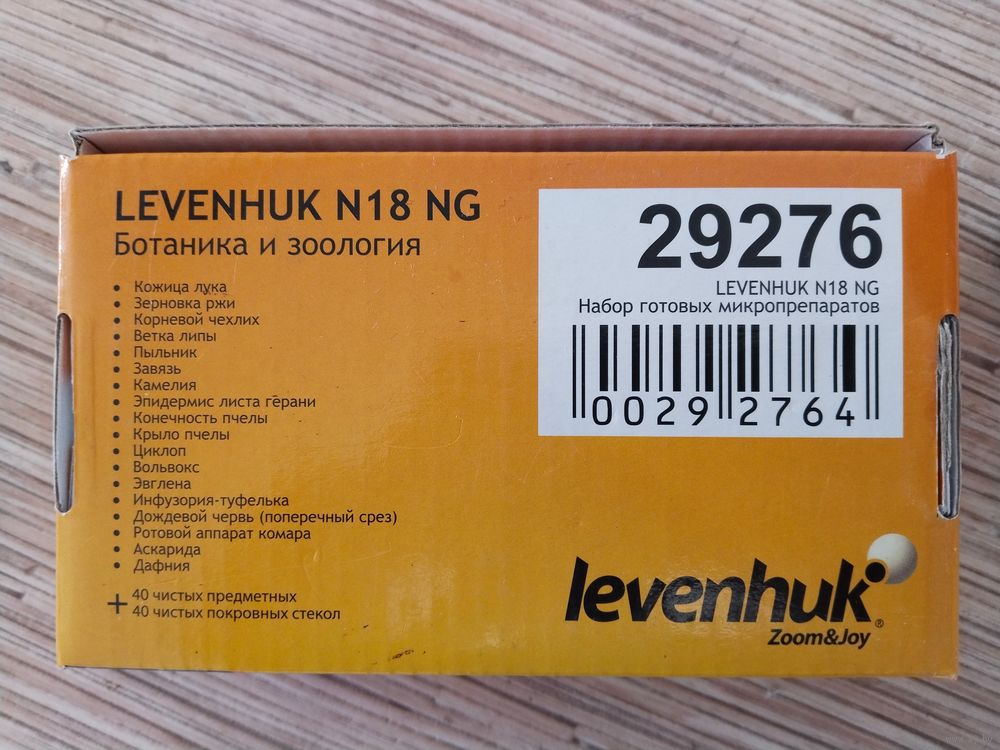 LEVENHUK N18 NG
Ботаника и зоология
• Кожица лука
• Зерновка ржи
• Корневой чехлих
• Ветка липы
• Пыльник
• Завязь
• Камелия
• Эпидермис листа герани
• Конечность пчелы
• Крыло пчелы
• Циклоп
• Вольвокс
• Эвглена
• Инфузория-туфелька
• Дождевой червь (поперечный срез)
• Ротовой аппарат комара
• Аскарида
• Дафния
+ 40 чистых предметных
40 чистых покровных стекол
29276
LEVENHUK N18 NG
Набор готовых микропрепаратов
0029 2764
levenhuk®
Zoom&Joy